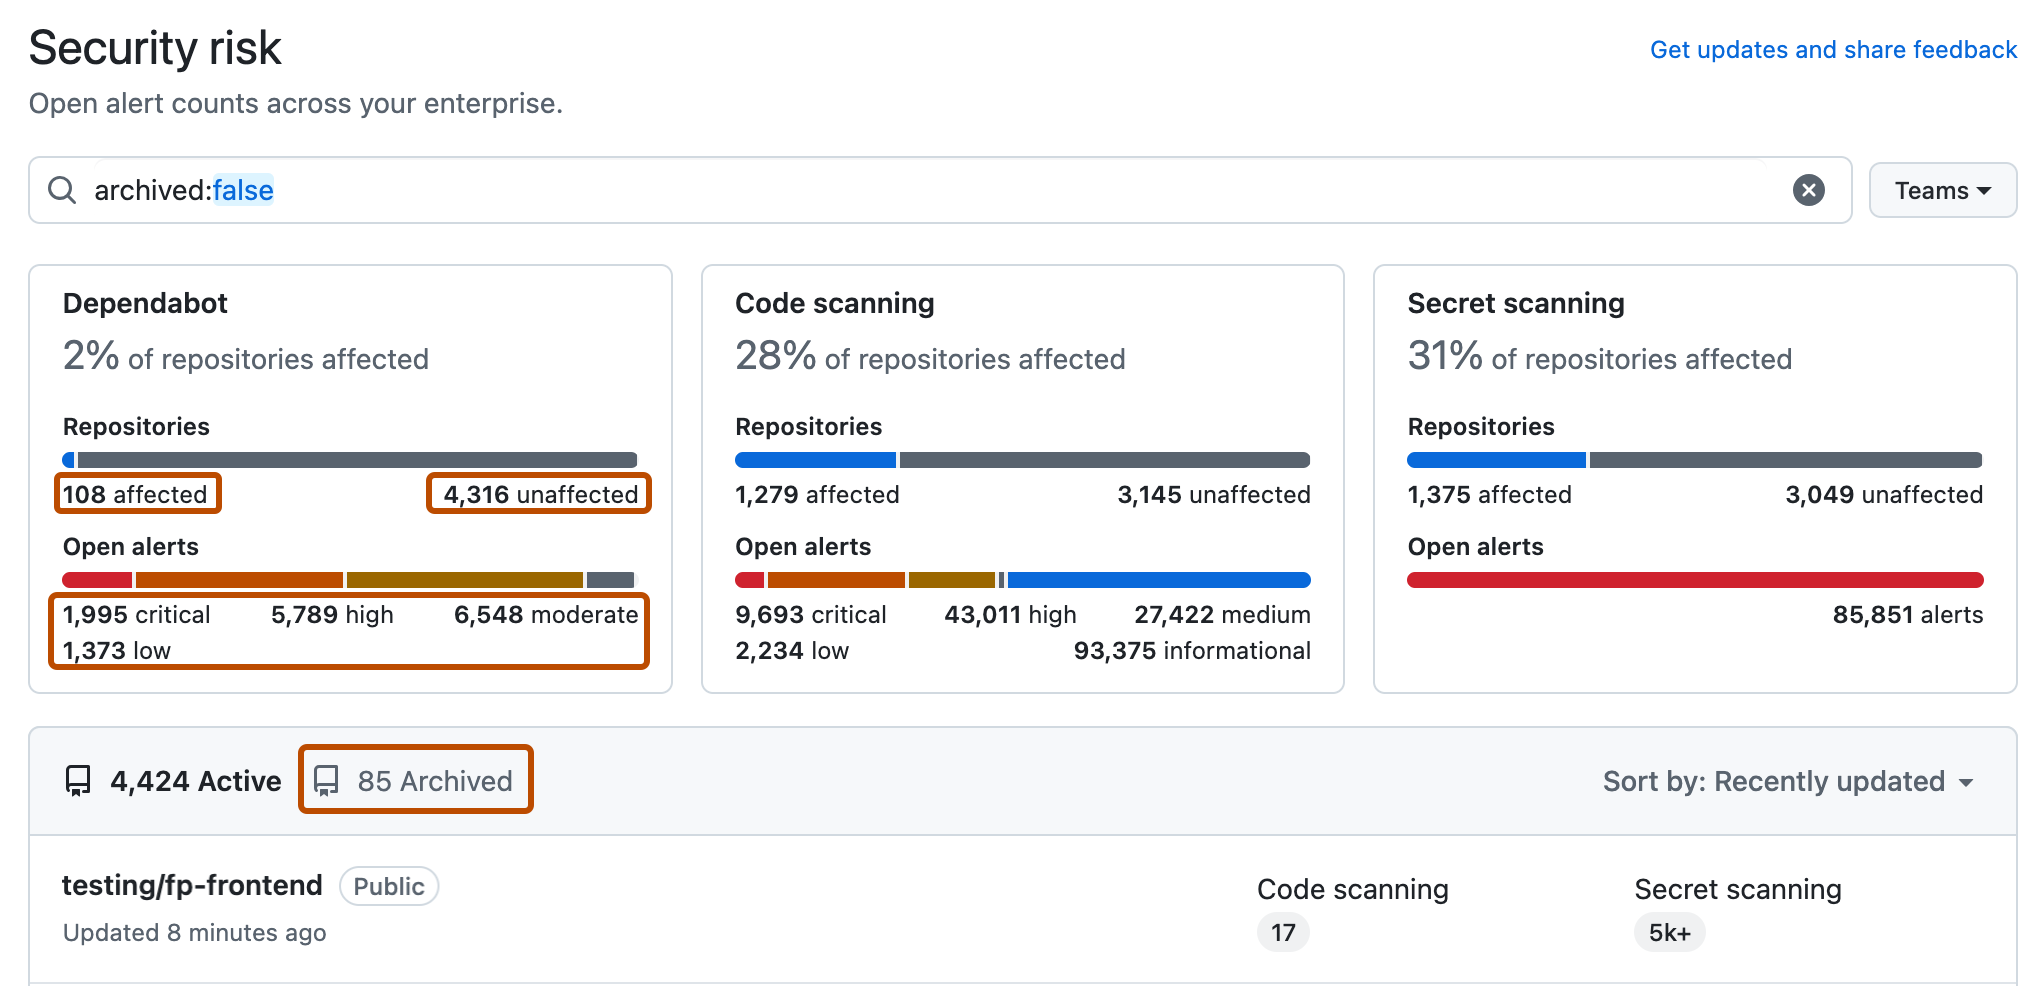 Security risk
Get updates and share feedback
Open alert counts across your enterprise.
archived:false
Teams
Dependabot
2% of repositories affected
Repositories
108 affected
4,316 unaffected
Open alerts
1,995 critical
5,789 high
6,548 moderate
1,373 low
Code scanning
28% of repositories affected
Repositories
1,279 affected
3,145 unaffected
Open alerts
9,693 critical
43,011 high
27,422 medium
2,234 low
93,375 informational
Secret scanning
31% of repositories affected
Repositories
1,375 affected
3,049 unaffected
Open alerts
85,851 alerts
4,424 Active
85 Archived
Sort by: Recently updated
testing/fp-frontend
Public
Updated 8 minutes ago
Code scanning
17
Secret scanning
5k+